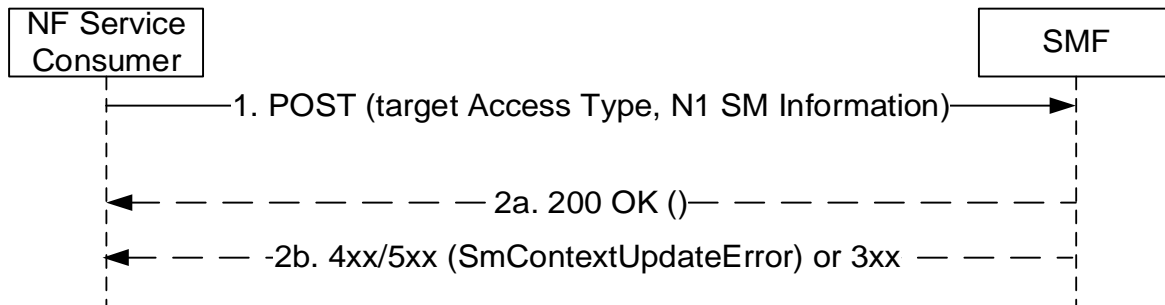 NF Service
Consumer
SMF
1. POST (target Access Type, N1 SM Information)
2a. 200 OK ()
2b. 4xx/5xx (SmContextUpdateError) or 3xx